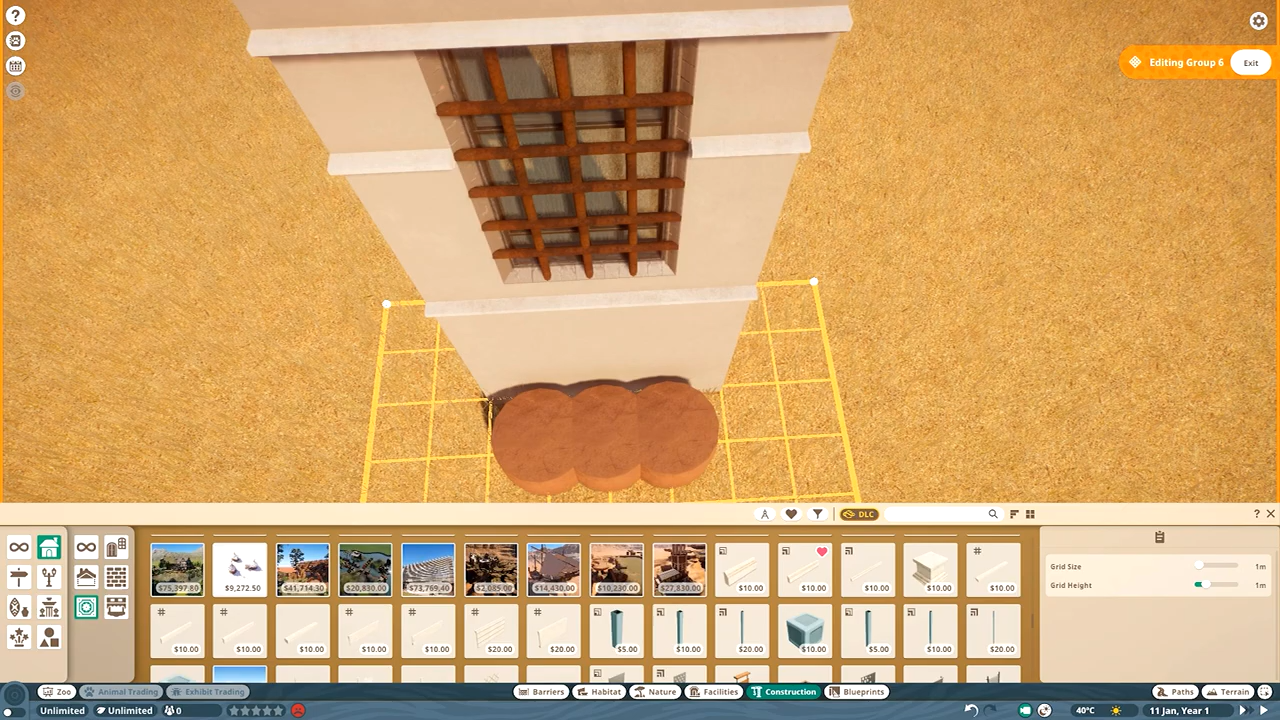 ?
Editing Group 6
Exit
DLC
? ×
$75,397.80
$9,272.50
$41,714.30
$20,830.00
$73,769.40
$2,085.00
$14,430.00
$10,230.00
$27,830.00
$10.00
$10.00
$10.00
$10.00
$10.00
$10.00
$10.00
$10.00
$10.00
$10.00
$20.00
$20.00
$5.00
$10.00
$20.00
$10.00
$5.00
$10.00
$20.00
Grid Size 1m
Grid Height 1m
Zoo
Animal Trading
Exhibit Trading
Barriers
Habitat
Nature
Facilities
Construction
Blueprints
Paths
Terrain
Unlimited
Unlimited
0
40°C
11 Jan, Year 1